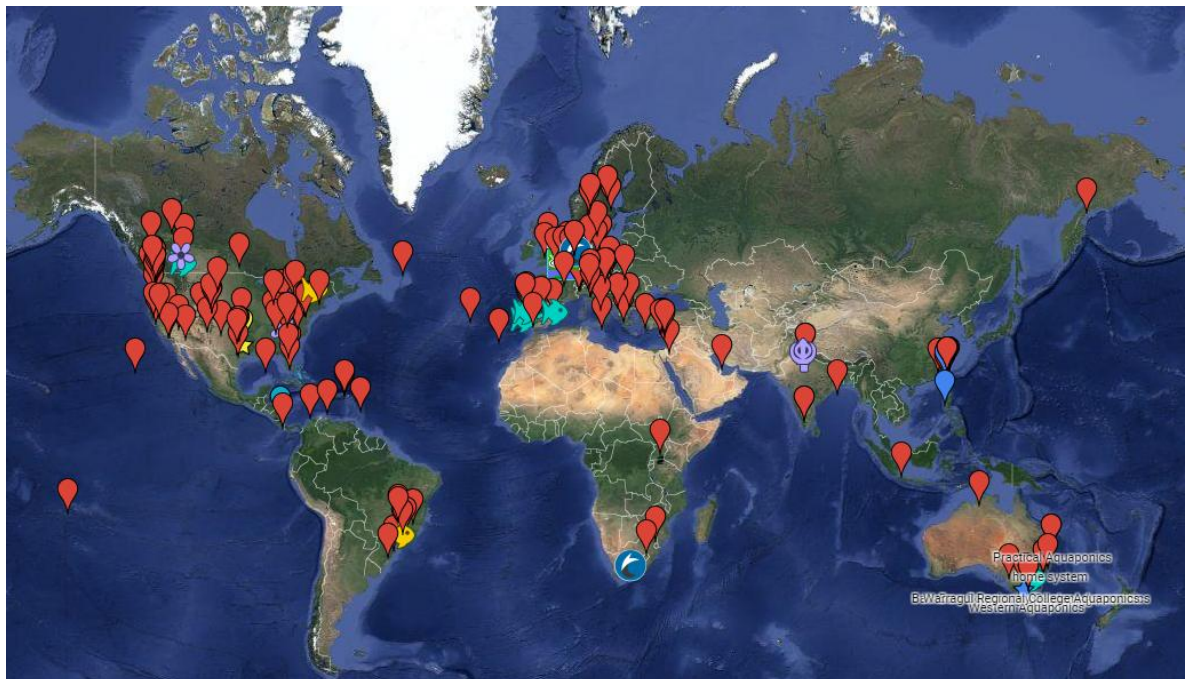 Practical Aquaponics
home system
Warragul Regional College Aquaponics
Western Aquaponics